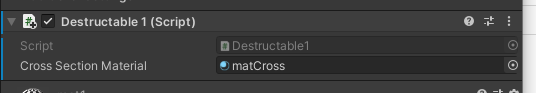 Destructable 1 (Script)
Script Destructable1
Cross Section Material matCross